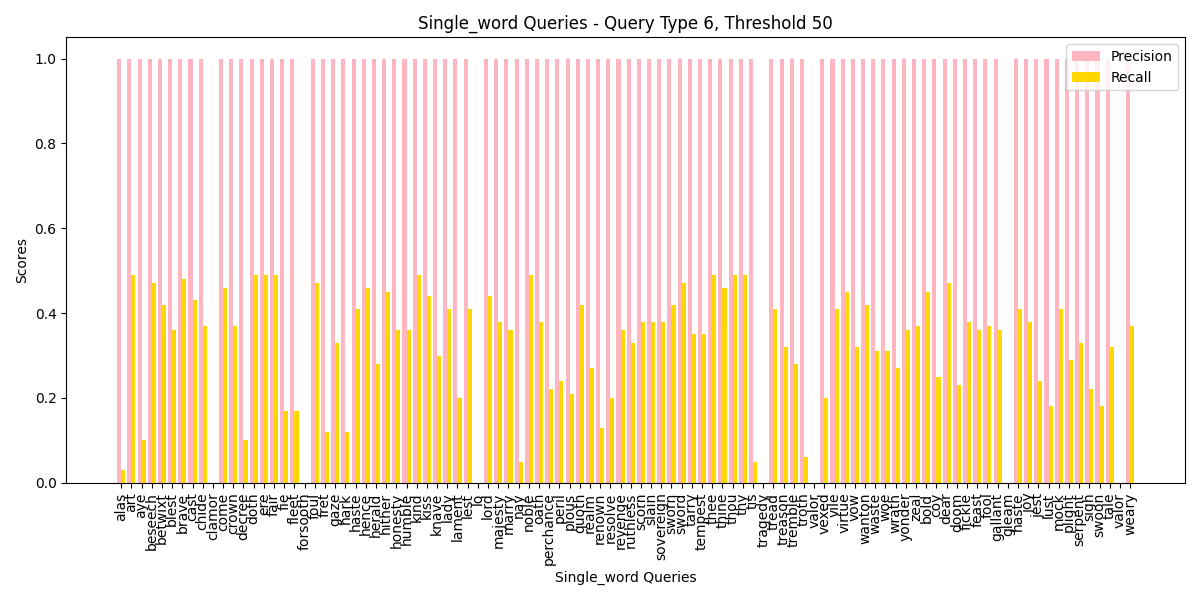 Single_word Queries - Query Type 6, Threshold 50
Precision
Recall
Scores
1.0
0.8
0.6
0.4
0.2
0.0
alas
art
aye
beseech
betwixt
blest
brave
cast
chide
clamor
come
crown
decree
doth
ere
fair
fie
fleet
forsooth
foul
fret
gaze
hark
haste
hence
herald
hither
honesty
humble
kind
kiss
knave
lady
lament
lest
lo
lord
majesty
marry
nay
noble
oath
perchance
peril
pious
quoth
realm
renown
resolve
revenge
ruthless
scorn
slain
sovereign
sworn
sword
tarry
tempest
thee
thine
thou
thy
tis
tragedy
tread
treason
tremble
troth
valor
vexed
vile
virtue
vow
wanton
waste
woe
wrath
yonder
zeal
bold
coy
dear
doom
fickle
feast
fool
gallant
gleam
haste
joy
jest
lust
mock
plight
serpent
sigh
swoon
tale
valor
weary
Single_word Queries